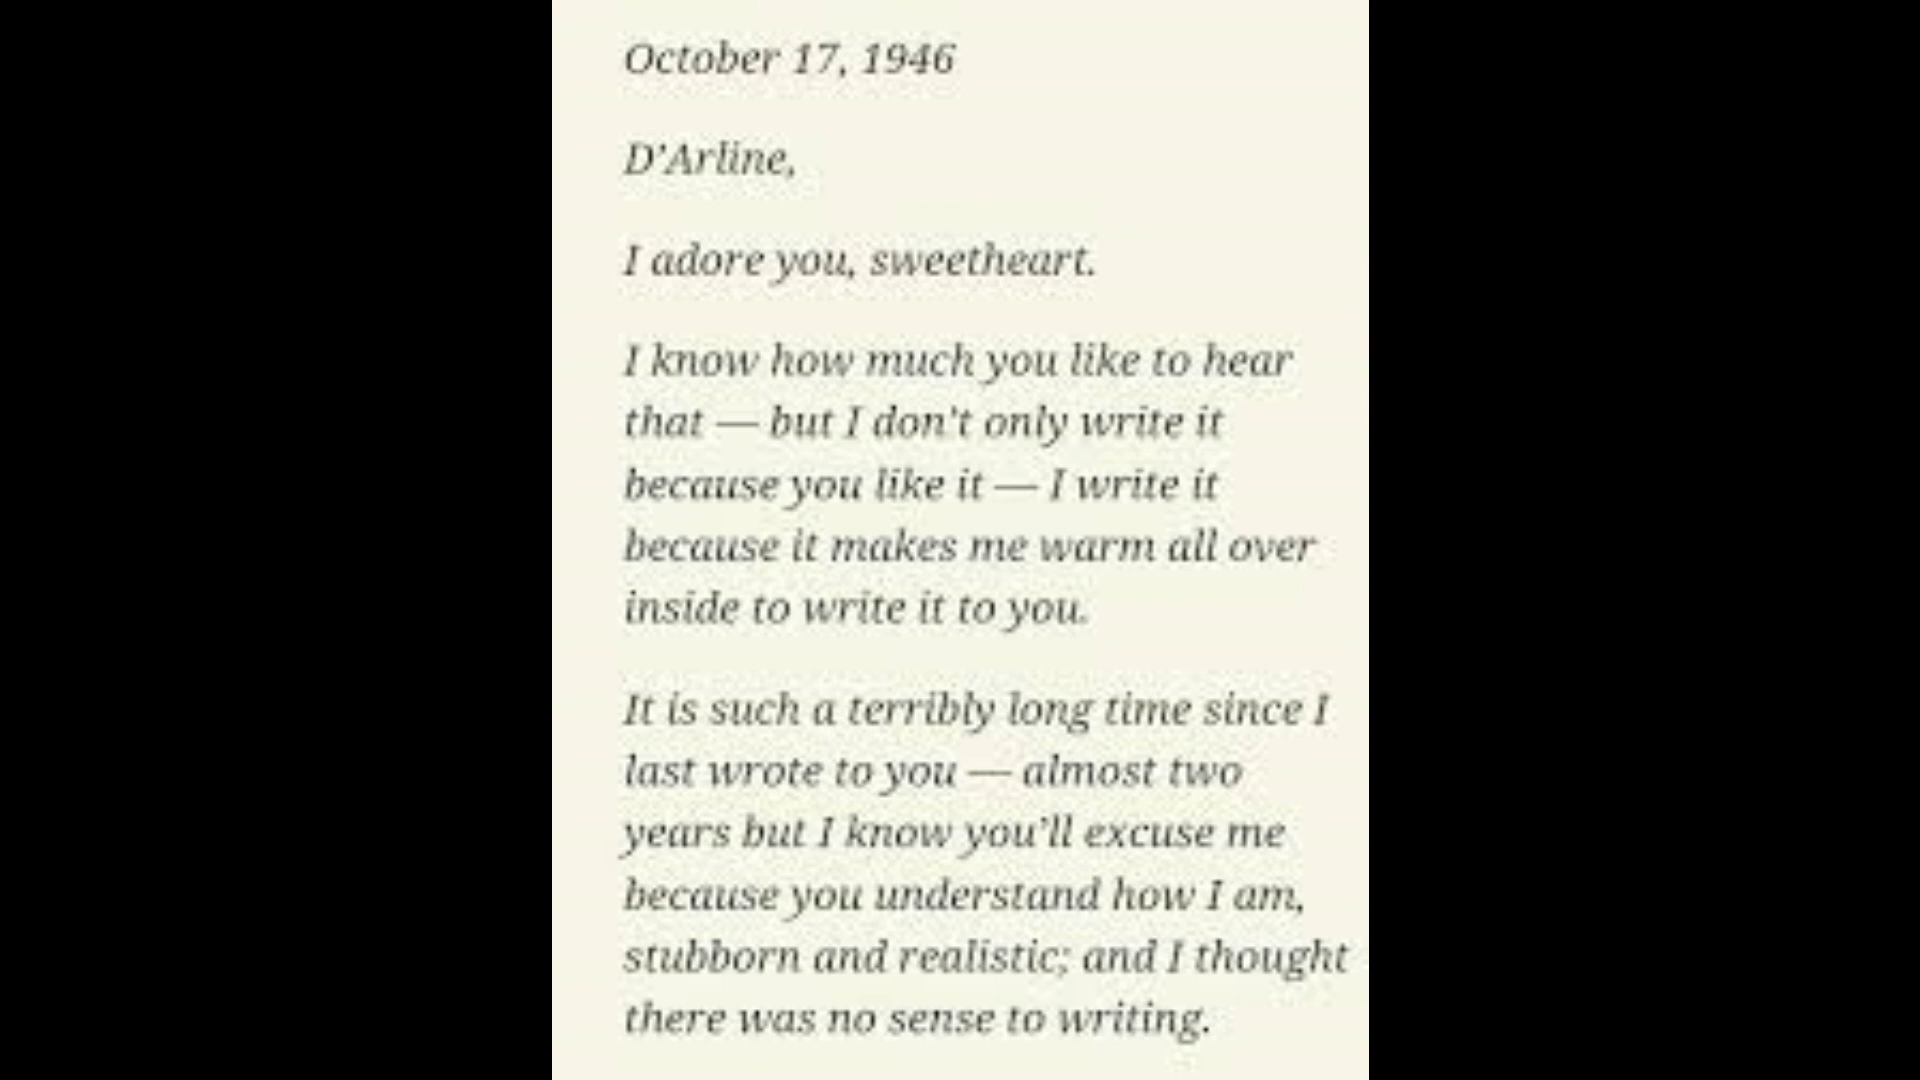 October 17, 1946
D’Arline,
I adore you, sweetheart.
I know how much you like to hear
that — but I don't only write it
because you like it — I write it
because it makes me warm all over
inside to write it to you.
It is such a terribly long time since I
last wrote to you — almost two
years but I know you’ll excuse me
because you understand how I am,
stubborn and realistic; and I thought
there was no sense to writing.